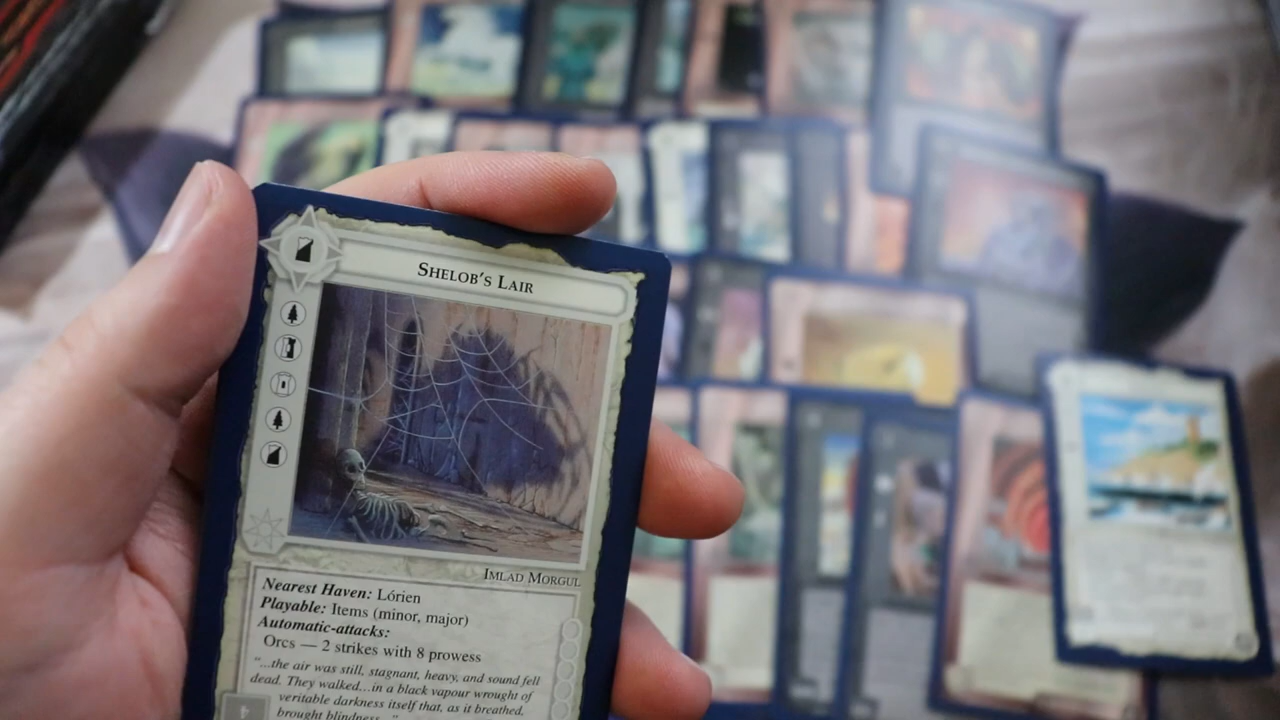 Shelob's Lair
Imlad Morgul
Nearest Haven: Lórien
Playable: Items (minor, major)
Automatic-attacks:
Orcs — 2 strikes with 8 prowess
"...the air was still, stagnant, heavy, and sound fell
dead. They walked...in a black vapour wrought of
veritable darkness itself that, as it breathed,
brought blindness..."